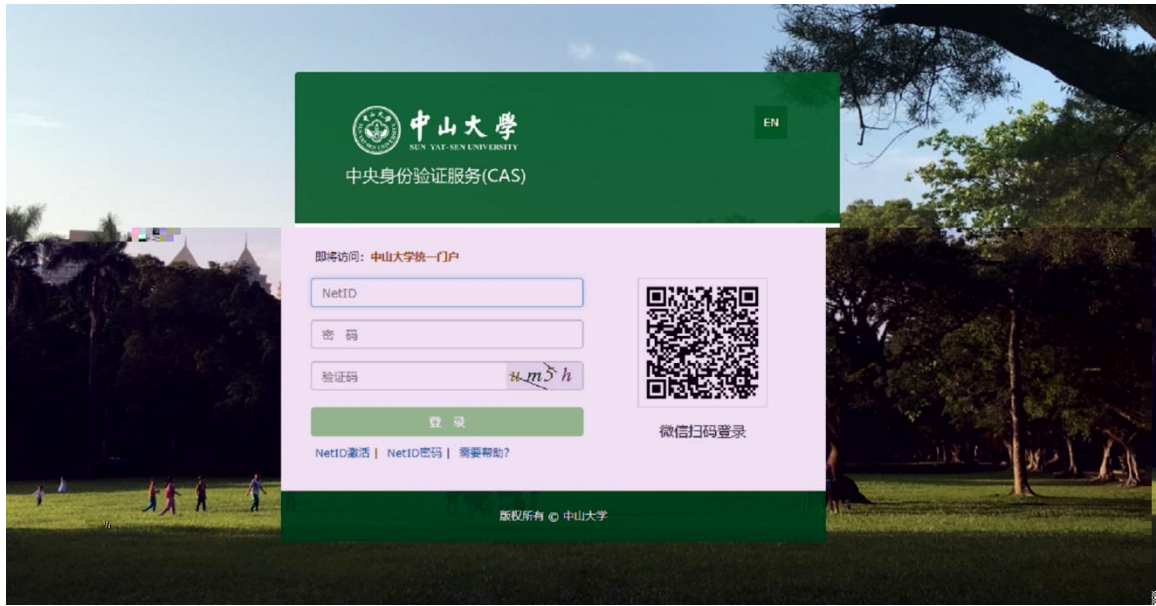 中山大學
SUN YAT-SEN UNIVERSITY
EN
中央身份验证服务(CAS)
即将访问：中山大学统一门户
NetID
密 码
验证码
登 录
NetID激活 | NetID密码 | 需要帮助?
微信扫码登录
版权所有 © 中山大学